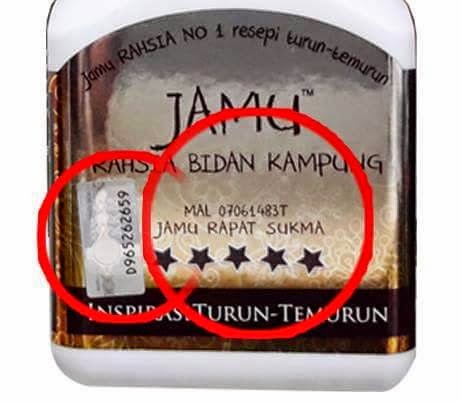 Jamu RAHSIA NO 1 resepi turun-temurun
JAMU™
RAHSIA BIDAN KAMPUNG
D965262659
MAL 07061483T
JAMU RAPAT SUKMA
INSPIRASI TURUN-TEMURUN